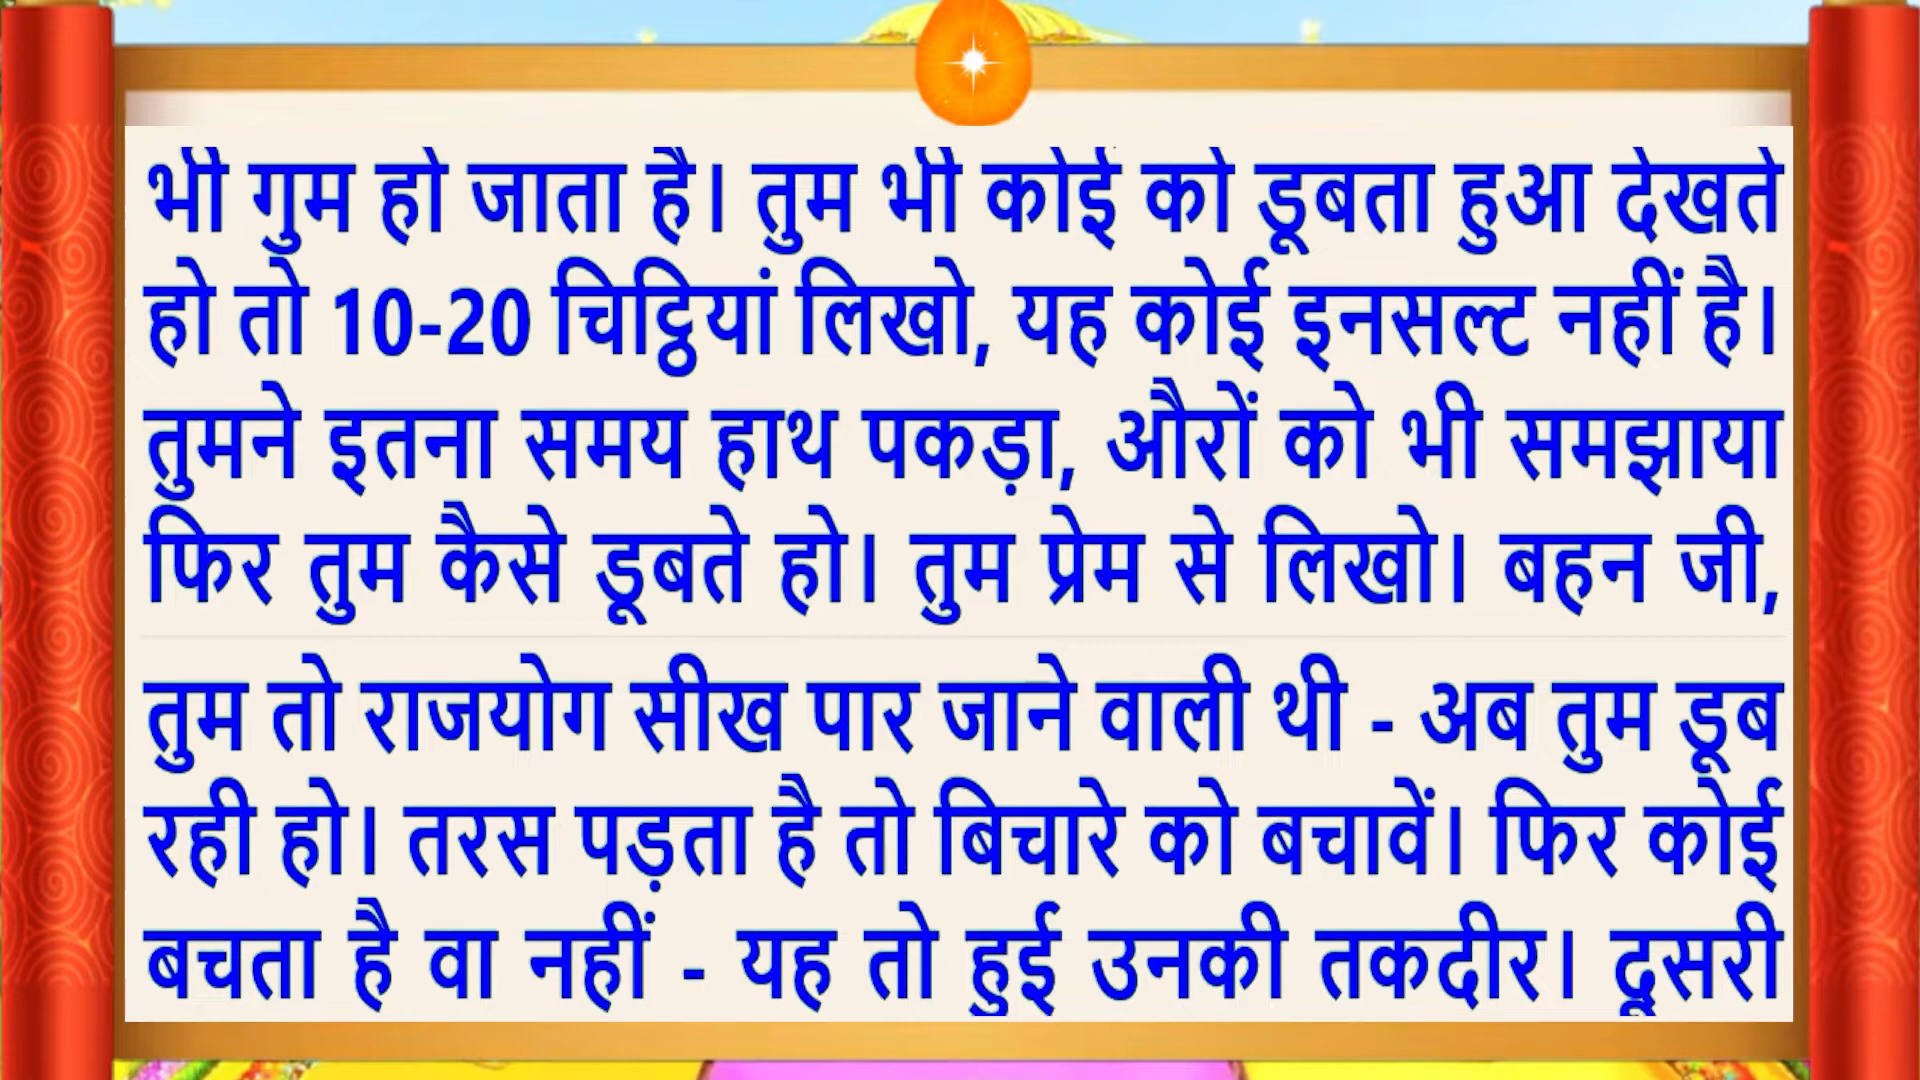 भी गुम हो जाता है। तुम भी कोई को डूबता हुआ देखते
हो तो 10-20 चिट्ठियां लिखो, यह कोई इनसल्ट नहीं है।
तुमने इतना समय हाथ पकड़ा, औरों को भी समझाया
फिर तुम कैसे डूबते हो। तुम प्रेम से लिखो। बहन जी,
तुम तो राजयोग सीख पार जाने वाली थी - अब तुम डूब
रही हो। तरस पड़ता है तो बिचारे को बचावें। फिर कोई
बचता है वा नहीं - यह तो हुई उनकी तकदीर। दूसरी